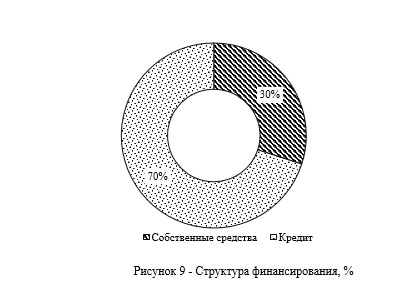 30%
70%
Собственные средства Кредит
Рисунок 9 - Структура финансирования, %